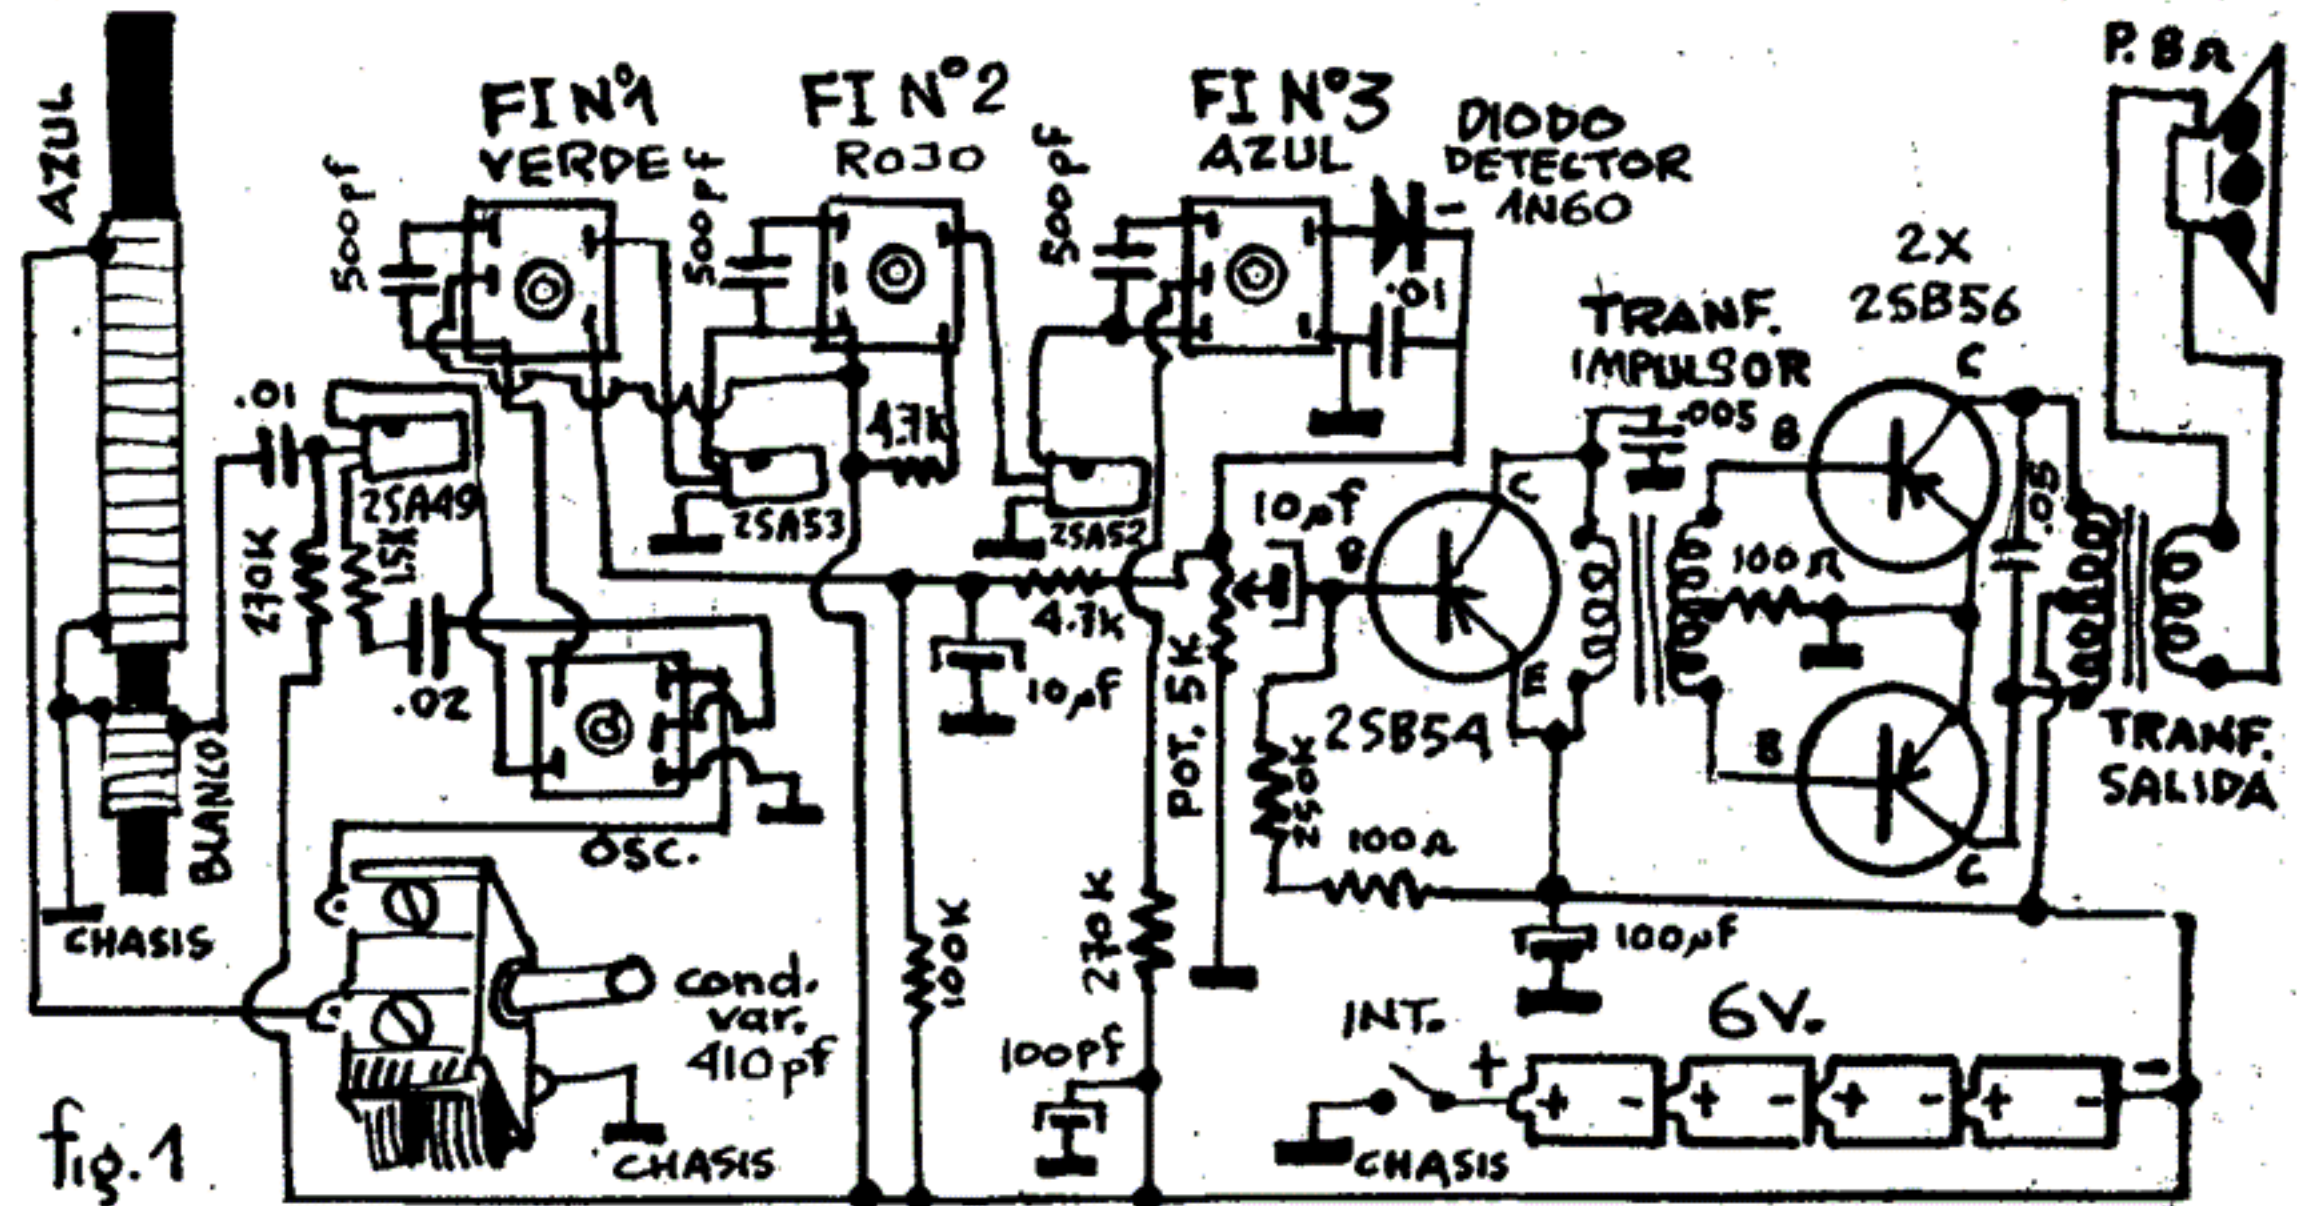 AZUL
500pf
FI Nº1
VERDE
500pf
FI Nº2
ROJO
500pf
FI Nº3
AZUL
DIODO
DETECTOR
1N60
-
.01
P. 8Ω
2X
2SB56
TRANF.
IMPULSOR
.005
C
B
.05
.01
2SA49
270K
1.5K
.02
4.7K
2SA53
2SA52
4.7K
10µf
10µf
B
C
E
2SB54
POT. 5K
250K
100Ω
100Ω
B
C
TRANF.
SALIDA
BLANCO
CHASIS
OSC.
cond.
var.
410pf
CHASIS
100K
270K
100pf
100µF
INT.
6V.
+
+ - + - + - + -
-
CHASIS
fig.1